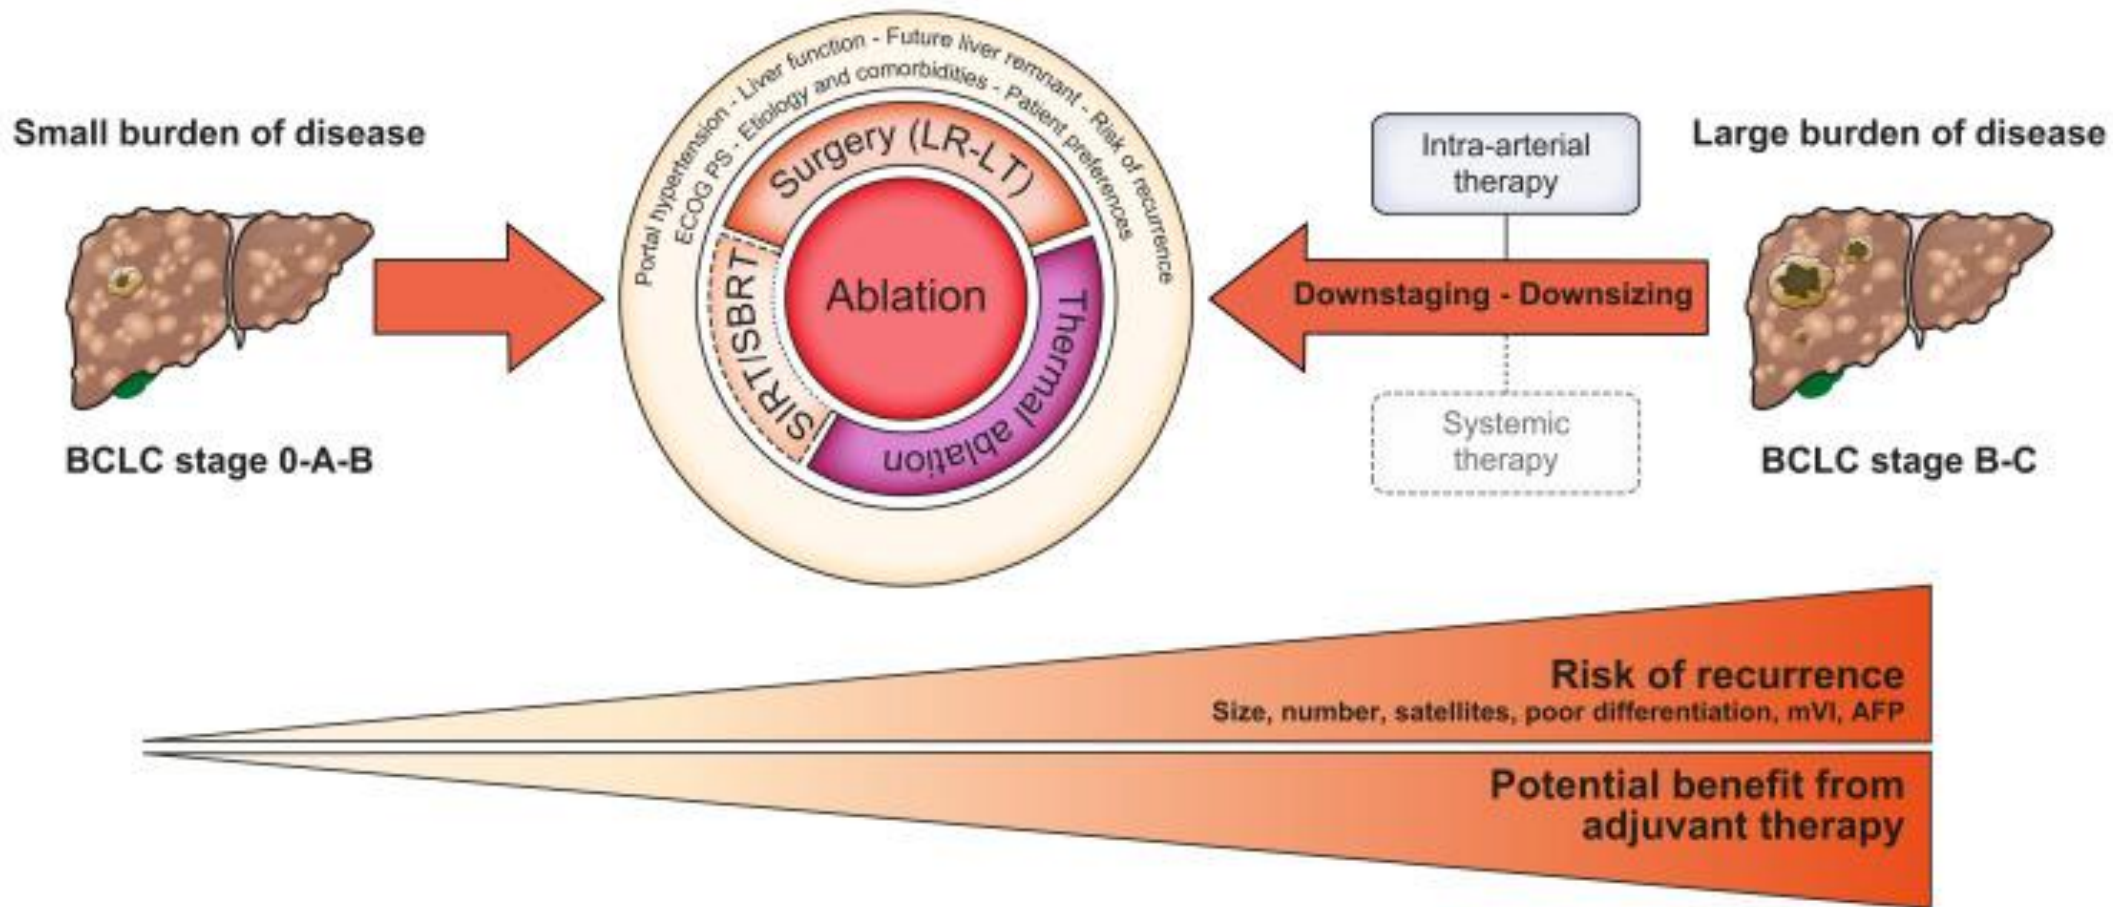 Small burden of disease
BCLC stage 0-A-B
Portal hypertension - Liver function - Future liver remnant - Risk of recurrence
ECOG PS - Etiology and comorbidities - Patient preferences
Surgery (LR-LT)
SIRT/SBRT
Thermal ablation
Ablation
Intra-arterial
therapy
Downstaging - Downsizing
Systemic
therapy
Large burden of disease
BCLC stage B-C
Risk of recurrence
Size, number, satellites, poor differentiation, mVI, AFP
Potential benefit from
adjuvant therapy